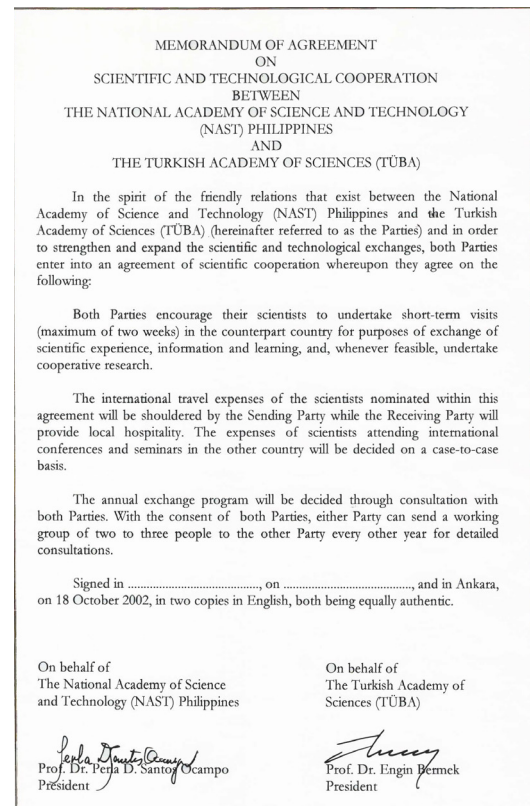 MEMORANDUM OF AGREEMENT
ON
SCIENTIFIC AND TECHNOLOGICAL COOPERATION
BETWEEN
THE NATIONAL ACADEMY OF SCIENCE AND TECHNOLOGY
(NAST) PHILIPPINES
AND
THE TURKISH ACADEMY OF SCIENCES (TÜBA)
In the spirit of the friendly relations that exist between the National
Academy of Science and Technology (NAST) Philippines and the Turkish
Academy of Sciences (TÜBA) (hereinafter referred to as the Parties) and in order
to strengthen and expand the scientific and technological exchanges, both Parties
enter into an agreement of scientific cooperation whereupon they agree on the
following:
Both Parties encourage their scientists to undertake short-term visits
(maximum of two weeks) in the counterpart country for purposes of exchange of
scientific experience, information and learning, and, whenever feasible, undertake
cooperative research.
The international travel expenses of the scientists nominated within this
agreement will be shouldered by the Sending Party while the Receiving Party will
provide local hospitality. The expenses of scientists attending international
conferences and seminars in the other country will be decided on a case-to-case
basis.
The annual exchange program will be decided through consultation with
both Parties. With the consent of both Parties, either Party can send a working
group of two to three people to the other Party every other year for detailed
consultations.
Signed in ........................................, on ......................................., and in Ankara,
on 18 October 2002, in two copies in English, both being equally authentic.
On behalf of
The National Academy of Science
and Technology (NAST) Philippines
Prof. Dr. Perla D. Santos Ocampo
President
On behalf of
The Turkish Academy of
Sciences (TÜBA)
Prof. Dr. Engin Bermek
President